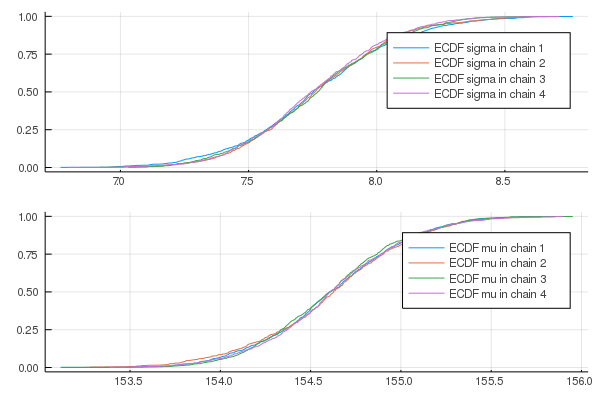 1.00
0.75
0.50
0.25
0.00
7.0 7.5 8.0 8.5
ECDF sigma in chain 1
ECDF sigma in chain 2
ECDF sigma in chain 3
ECDF sigma in chain 4
1.00
0.75
0.50
0.25
0.00
153.5 154.0 154.5 155.0 155.5 156.0
ECDF mu in chain 1
ECDF mu in chain 2
ECDF mu in chain 3
ECDF mu in chain 4